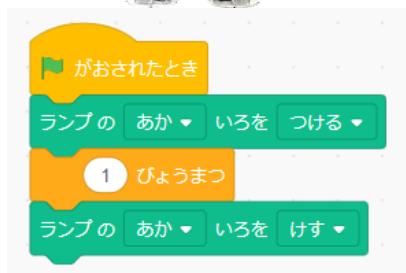 がおされたとき
ランプの あか いろを つける
1 びょうまつ
ランプの あか いろを けす